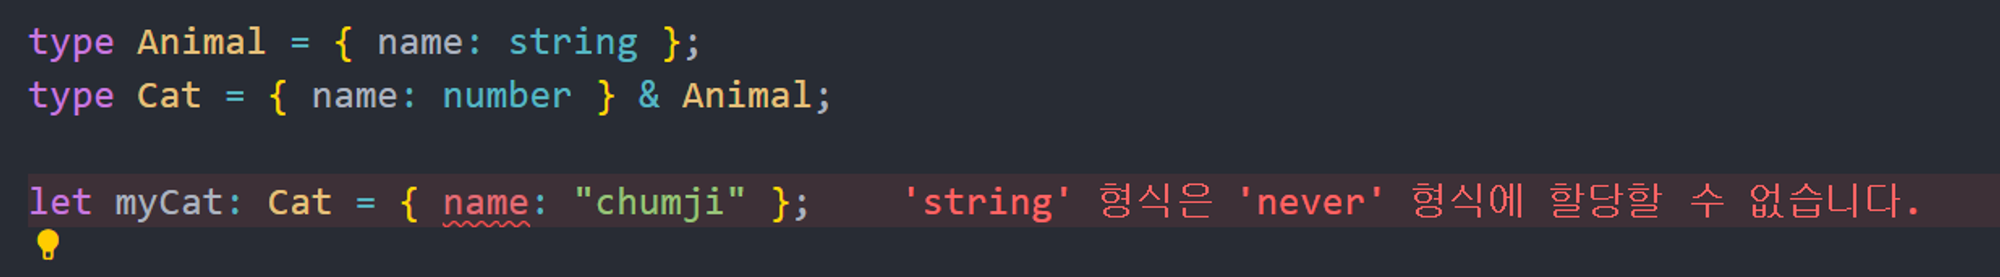 type Animal = { name: string };
type Cat = { name: number } & Animal;
let myCat: Cat = { name: "chumji" };    'string' 형식은 'never' 형식에 할당할 수 없습니다.